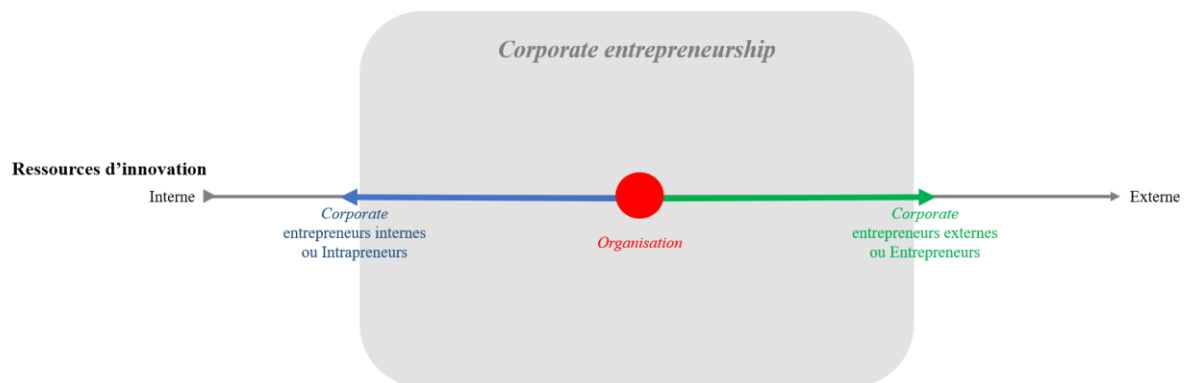 Corporate entrepreneurship
Ressources d’innovation
Interne
Externe
Corporate
entrepreneurs internes
ou Intrapreneurs
Organisation
Corporate
entrepreneurs externes
ou Entrepreneurs